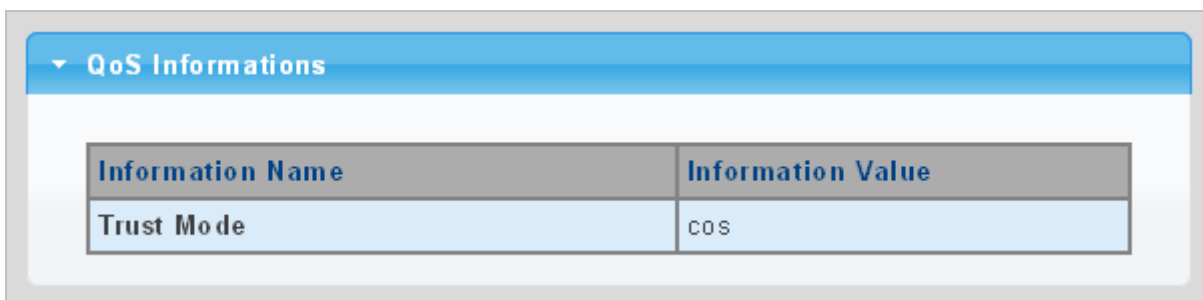 QoS Informations
Information Name Information Value
Trust Mode cos